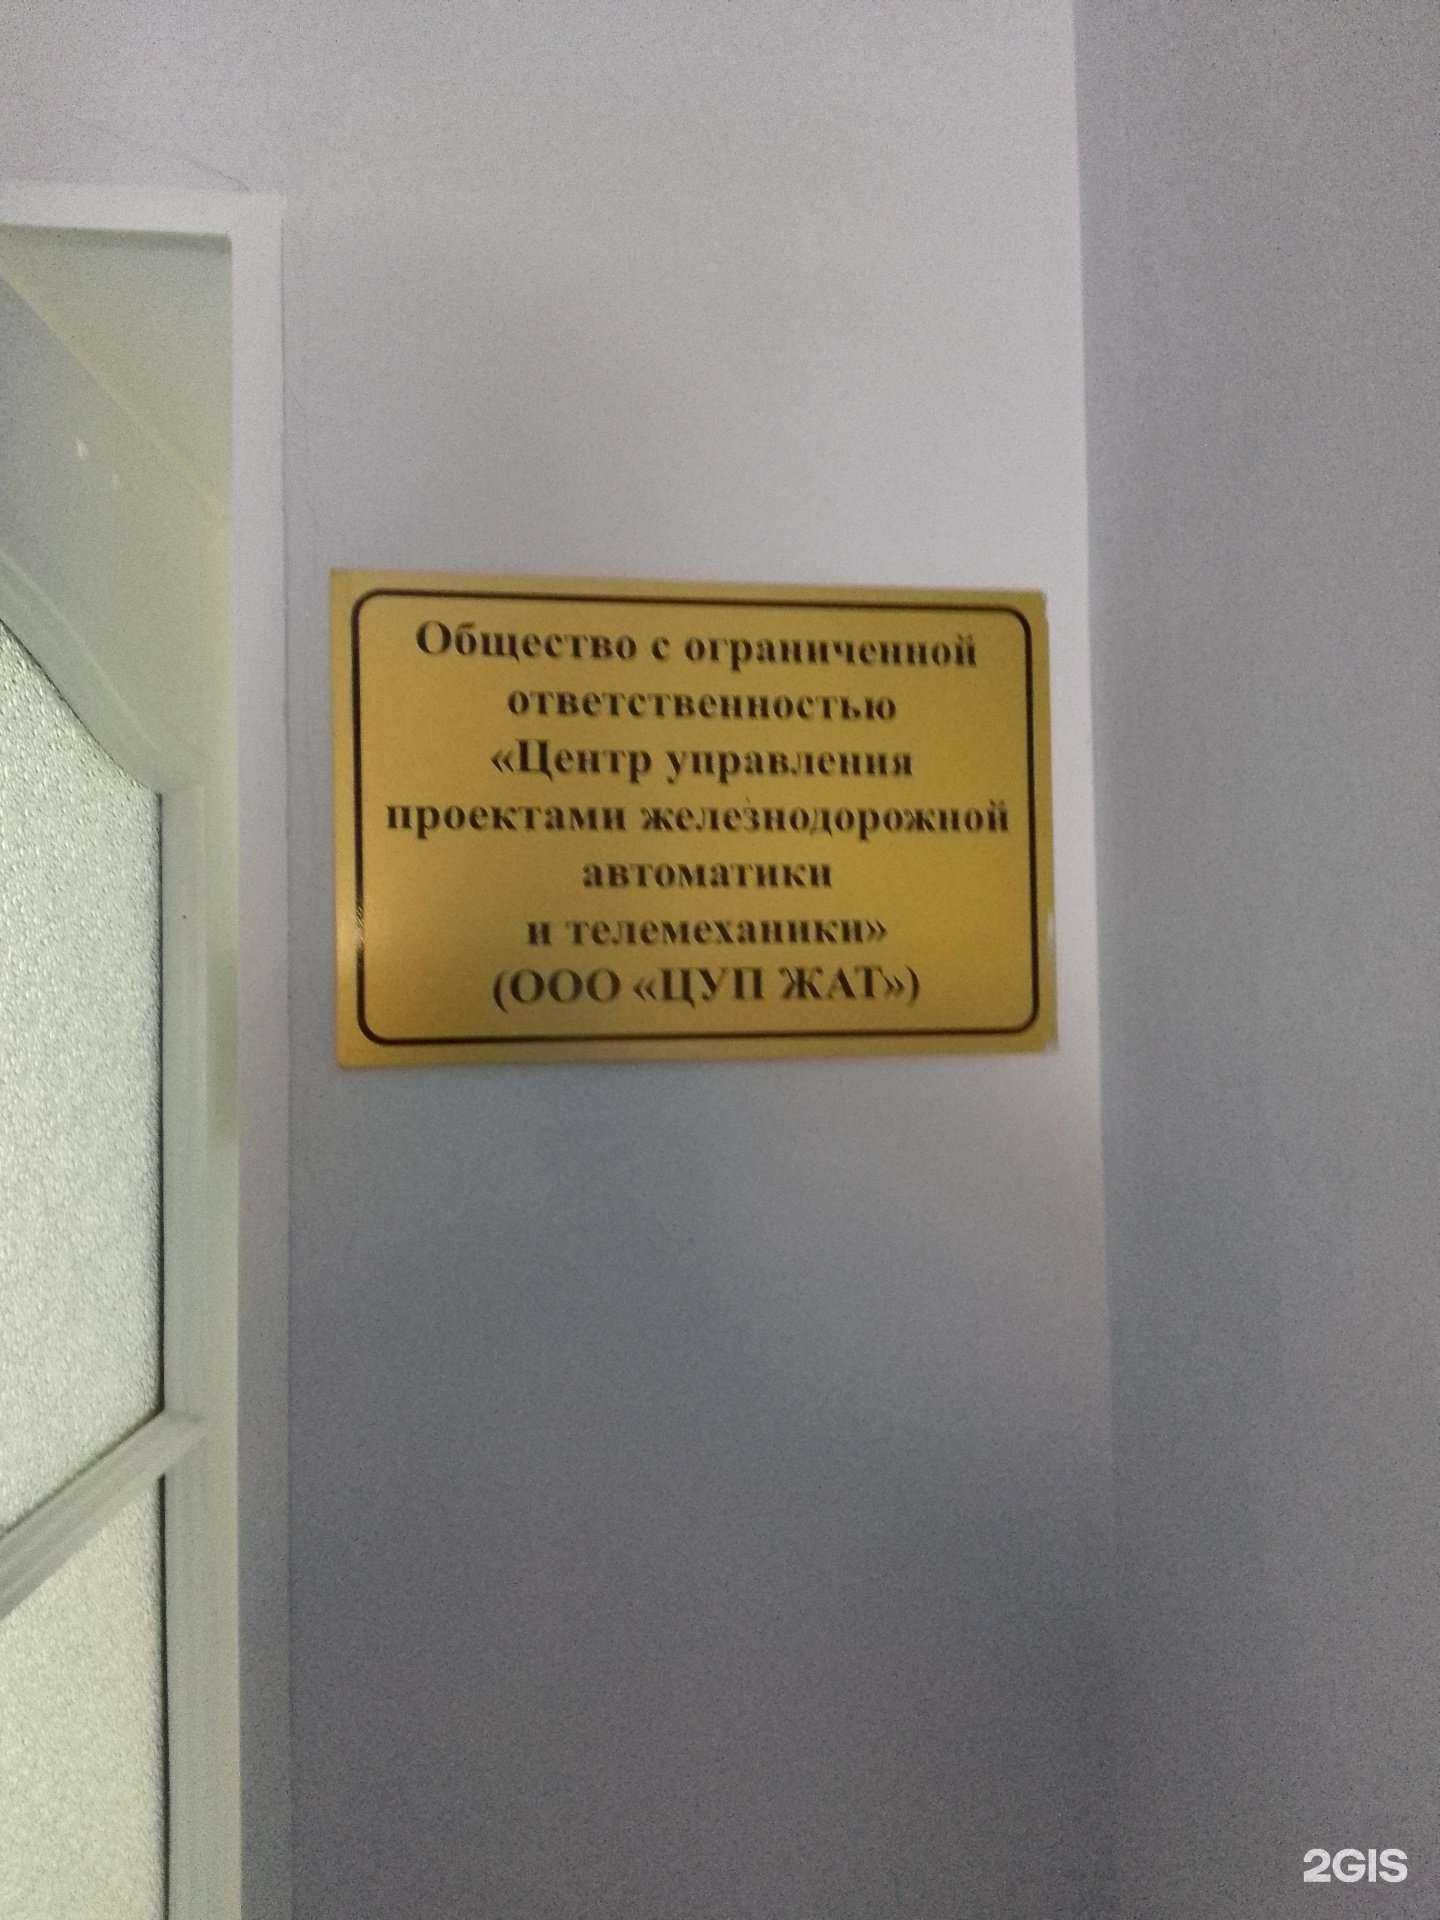 Общество с ограниченной
ответственностью
«Центр управления
проектами железнодорожной
автоматики
и телемеханики»
(ООО «ЦУП ЖАТ»)
2GIS